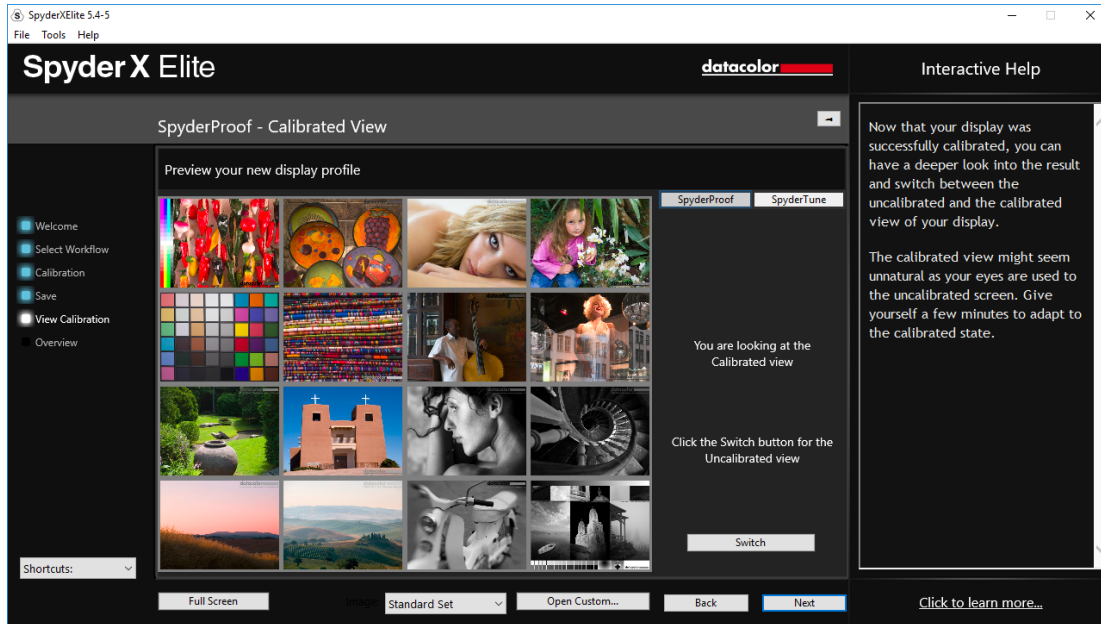 SpyderXElite 5.4-5
File Tools Help
Spyder X Elite
datacolor
Interactive Help
SpyderProof - Calibrated View
Preview your new display profile
SpyderProof
SpyderTune
Welcome
Select Workflow
Calibration
Save
View Calibration
Overview
You are looking at the
Calibrated view
Click the Switch button for the
Uncalibrated view
Switch
Now that your display was
successfully calibrated, you can
have a deeper look into the result
and switch between the
uncalibrated and the calibrated
view of your display.
The calibrated view might seem
unnatural as your eyes are used to
the uncalibrated screen. Give
yourself a few minutes to adapt to
the calibrated state.
Shortcuts:
Full Screen
Image:
Standard Set
Open Custom...
Back
Next
Click to learn more...